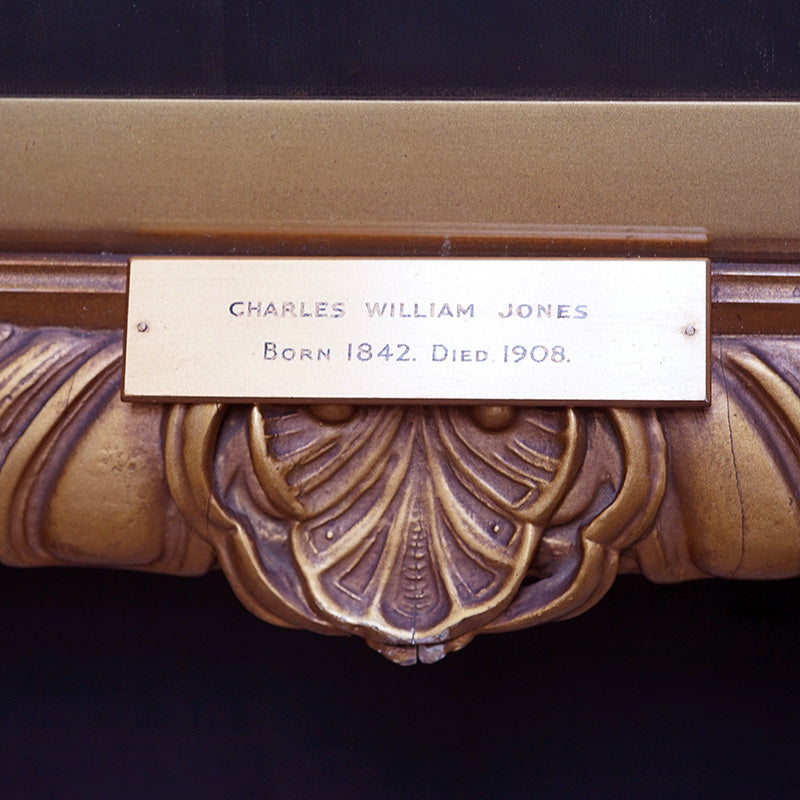 CHARLES WILLIAM JONES
BORN 1842. DIED 1908.